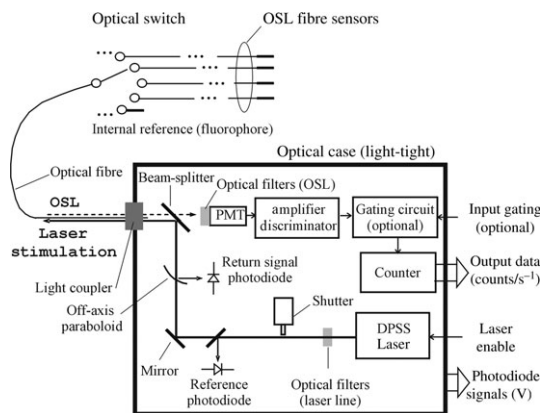 Optical switch
OSL fibre sensors
...
...
...
...
...
...
Internal reference (fluorophore)
Optical fibre
Optical case (light-tight)
Beam-splitter
Optical filters (OSL)
OSL
Laser
stimulation
PMT
amplifier
discriminator
Gating circuit
(optional)
Input gating
(optional)
Counter
Output data
(counts/s⁻¹)
Light coupler
Return signal
photodiode
Off-axis
paraboloid
Shutter
DPSS
Laser
Laser
enable
Mirror
Reference
photodiode
Optical filters
(laser line)
Photodiode
signals (V)